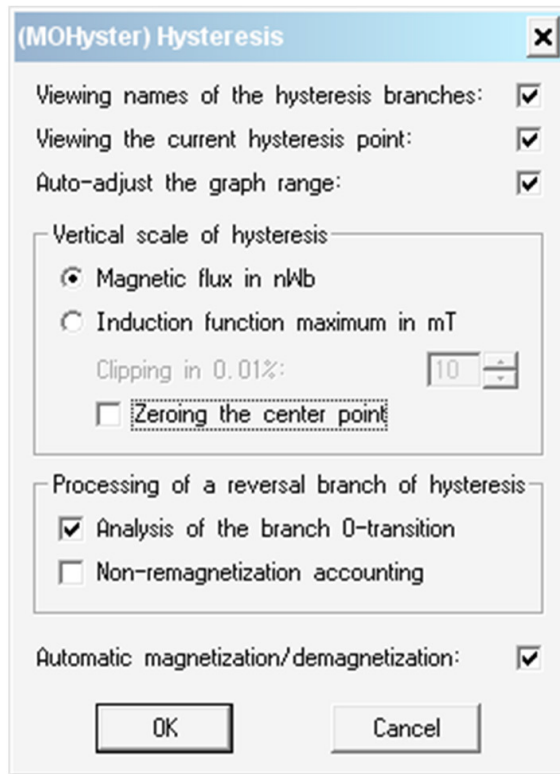 (MOHyster) Hysteresis
Viewing names of the hysteresis branches:
Viewing the current hysteresis point:
Auto-adjust the graph range:
Vertical scale of hysteresis
Magnetic flux in nWb
Induction function maximum in mT
Clipping in 0.01%: 10
Zeroing the center point
Processing of a reversal branch of hysteresis
Analysis of the branch 0-transition
Non-remagnetization accounting
Automatic magnetization/demagnetization:
OK Cancel